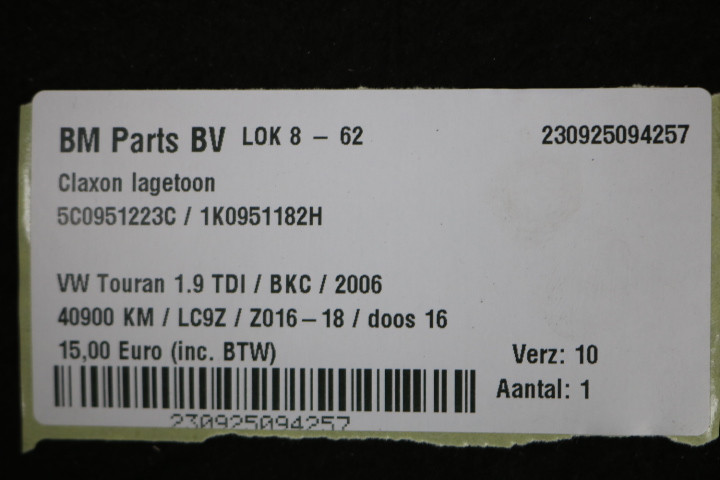 BM Parts BV LOK 8 – 62 230925094257
Claxon lagetoon
5C0951223C / 1K0951182H
VW Touran 1.9 TDI / BKC / 2006
40900 KM / LC9Z / Z016–18 / doos 16
15,00 Euro (inc. BTW) Verz: 10
Aantal: 1
230925094257